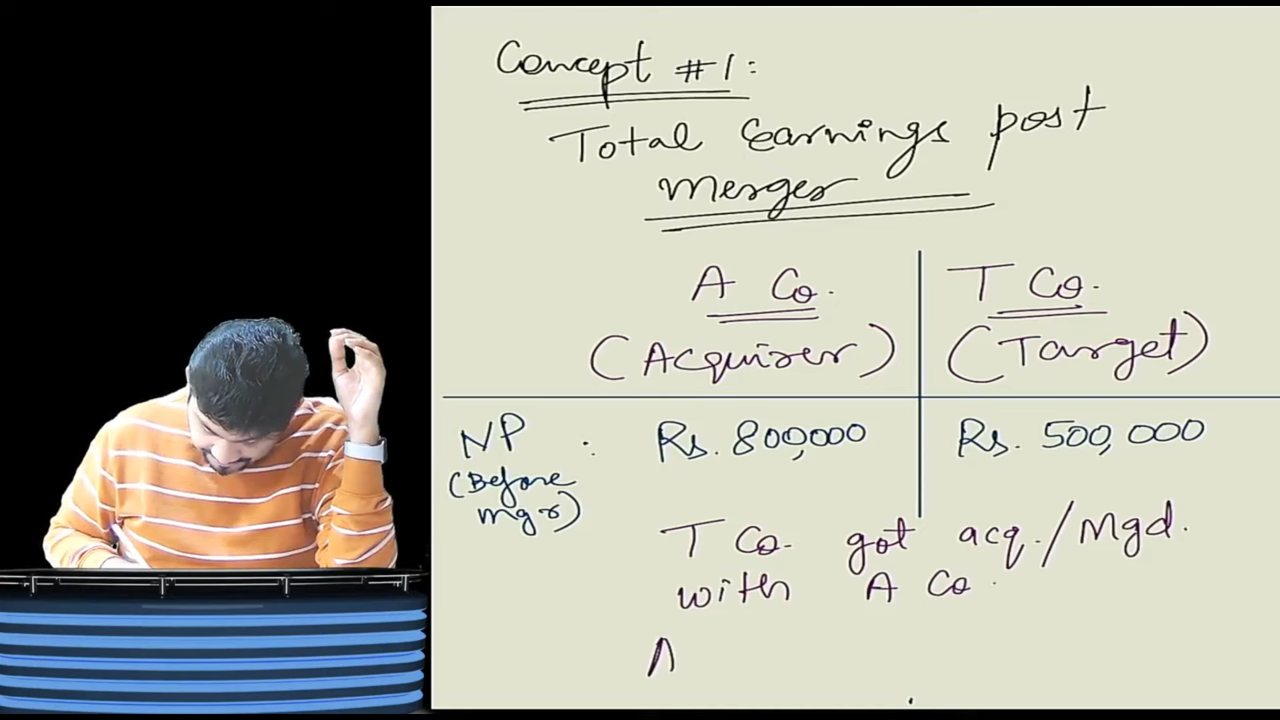 Concept #1:
Total Earnings post
Merger
A Co. T Co.
(Acquirer) (Target)
NP : Rs. 800,000 Rs. 500,000
(Before
mgr)
T Co. got acq./Mgd.
with A Co.
A